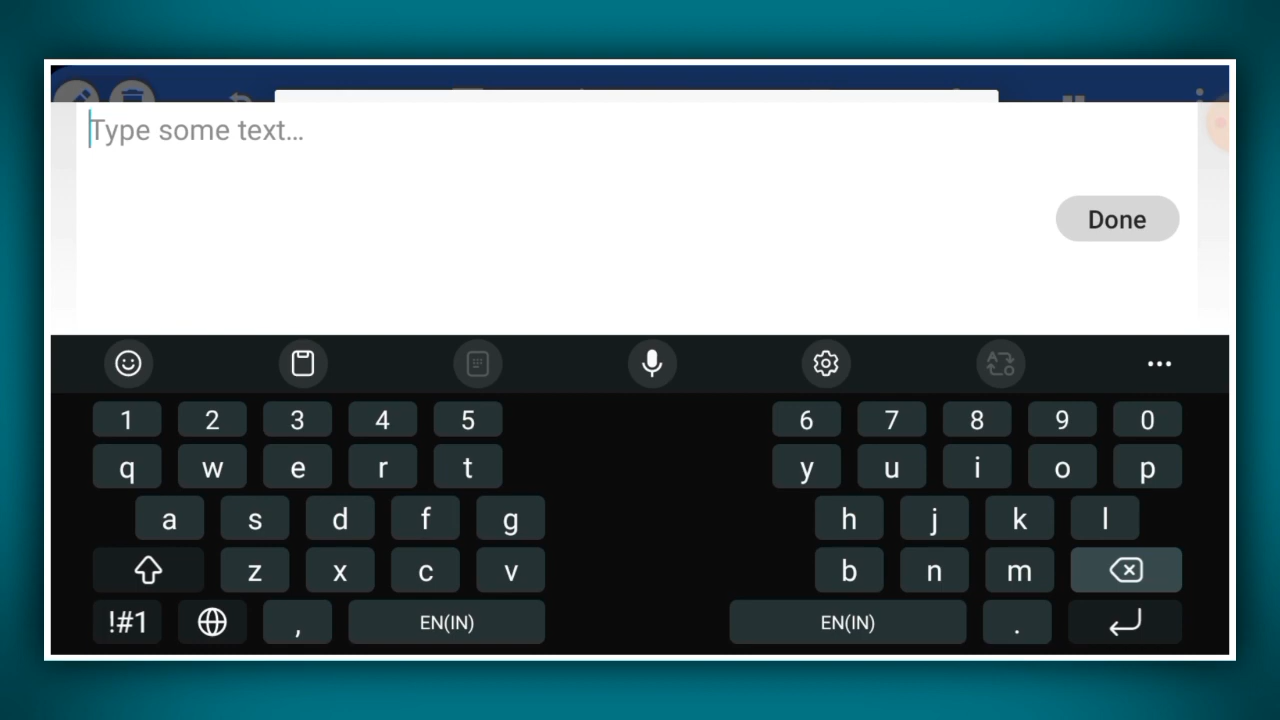 Type some text...
Done
1 2 3 4 5 6 7 8 9 0
q w e r t y u i o p
a s d f g h j k l
z x c v b n m
!#1 , EN(IN) EN(IN) .